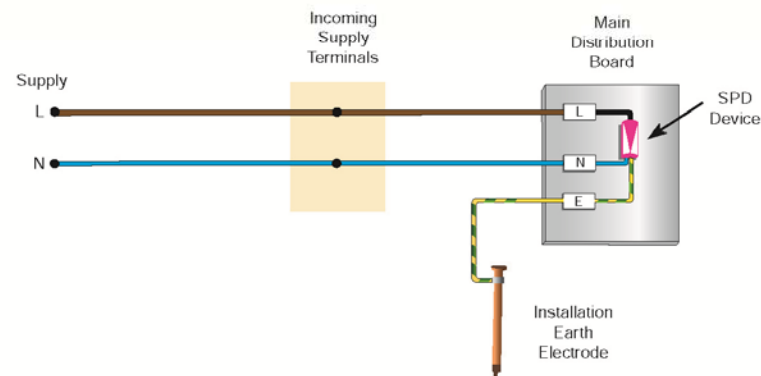 Incoming
Supply
Terminals
Main
Distribution
Board
Supply
L
N
L
N
E
SPD
Device
Installation
Earth
Electrode